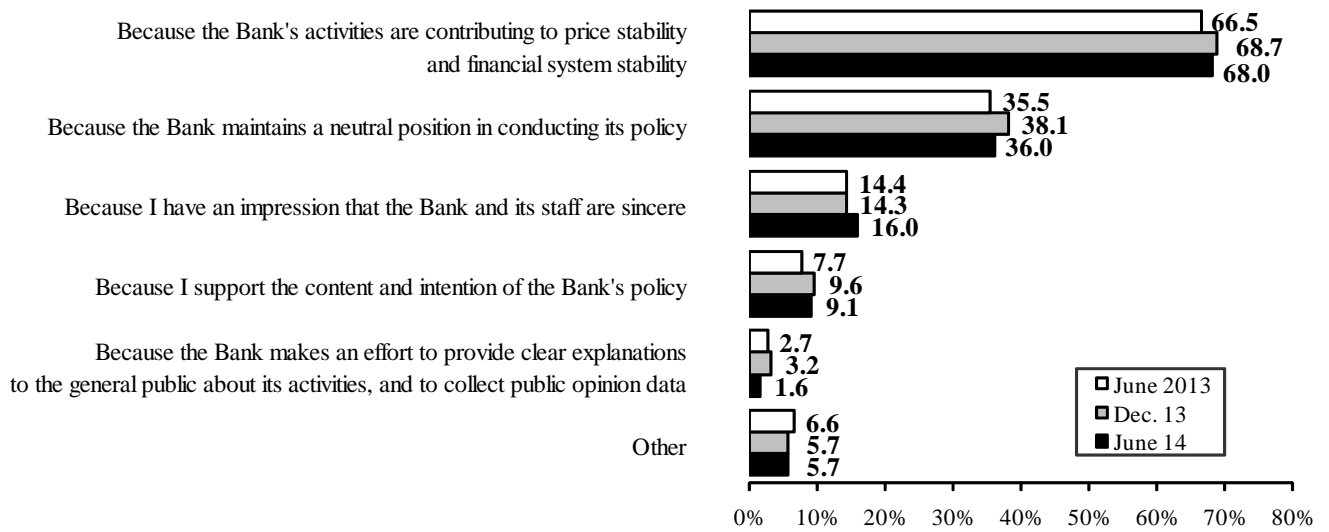 Because the Bank's activities are contributing to price stability
and financial system stability
66.5
68.7
68.0
Because the Bank maintains a neutral position in conducting its policy
35.5
38.1
36.0
Because I have an impression that the Bank and its staff are sincere
14.4
14.3
16.0
Because I support the content and intention of the Bank's policy
7.7
9.6
9.1
Because the Bank makes an effort to provide clear explanations
to the general public about its activities, and to collect public opinion data
2.7
3.2
1.6
Other
6.6
5.7
5.7
June 2013
Dec. 13
June 14
0% 10% 20% 30% 40% 50% 60% 70% 80%